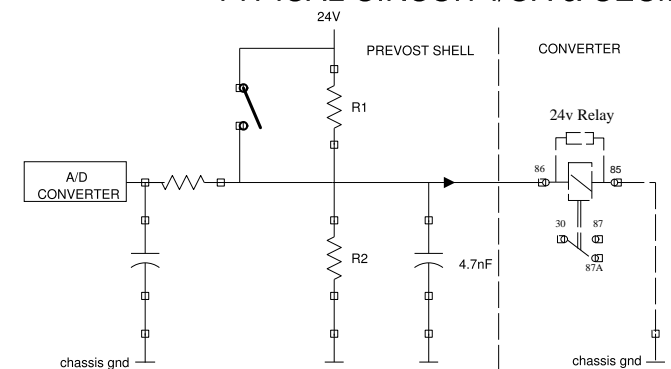 24V
PREVOST SHELL
CONVERTER
R1
24v Relay
86
85
A/D
CONVERTER
30
87
87A
R2
4.7nF
chassis gnd
chassis gnd